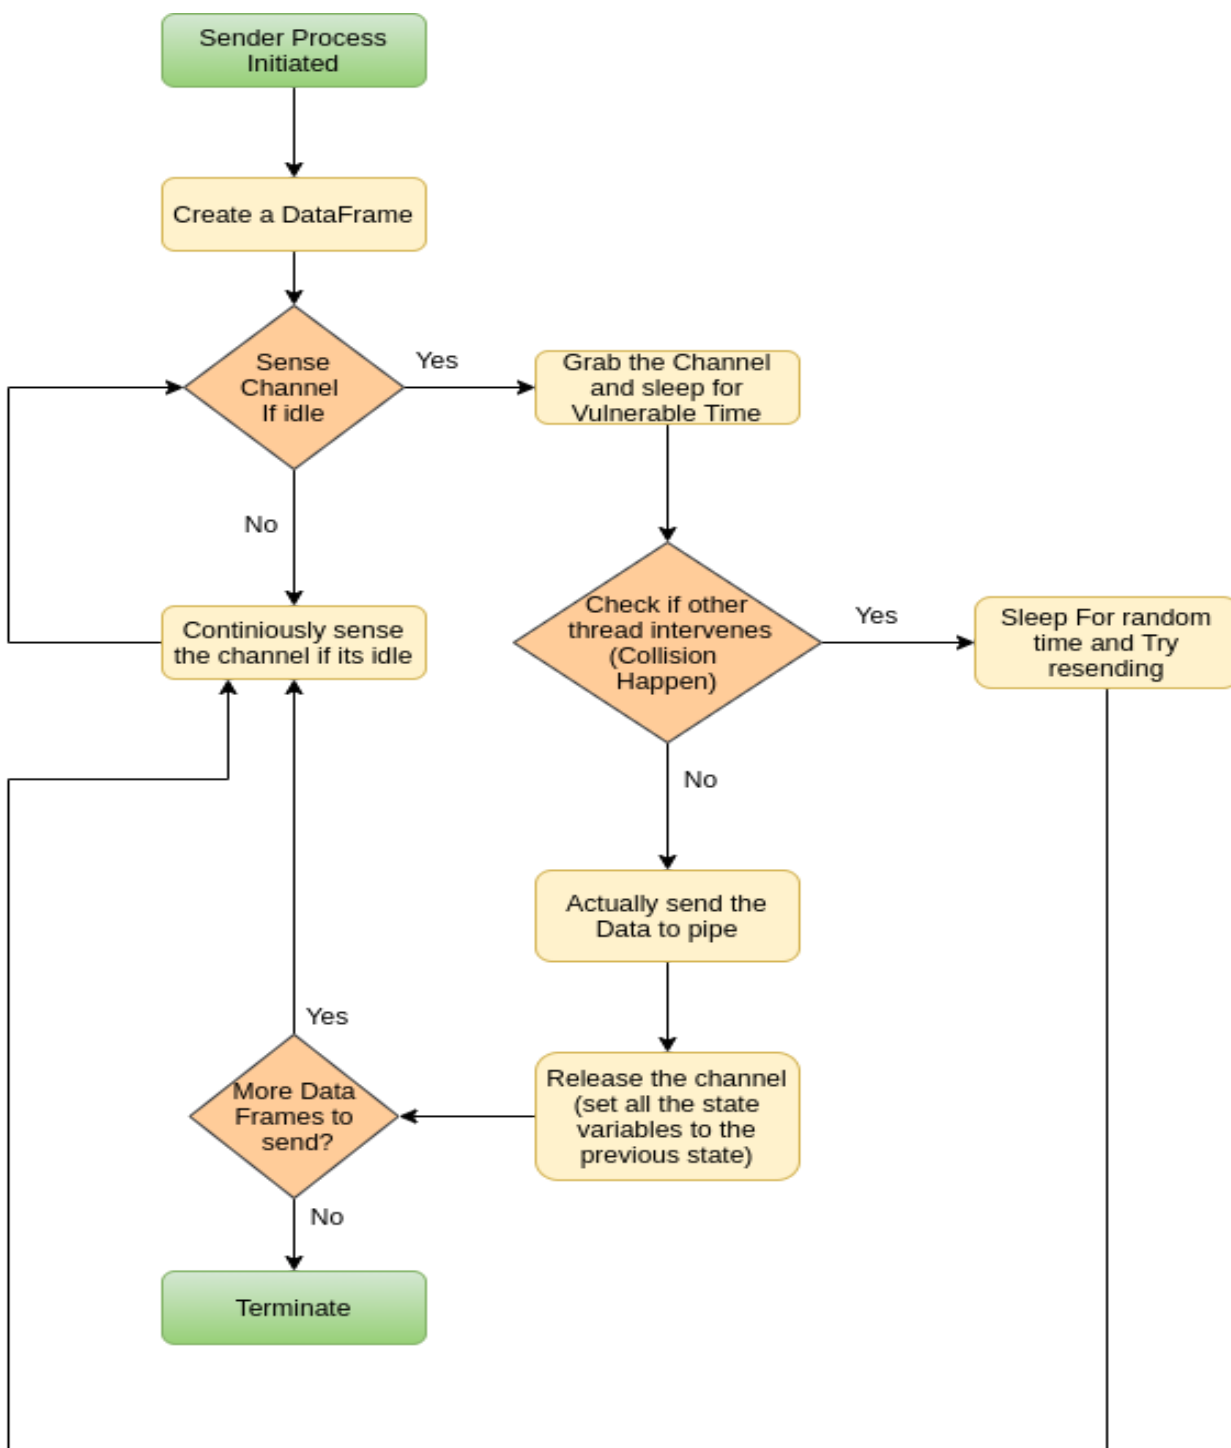 Sender Process
Initiated
Create a DataFrame
Sense
Channel
If idle
Yes
Grab the Channel
and sleep for
Vulnerable Time
No
Continiously sense
the channel if its idle
Check if other
thread intervenes
(Collision
Happen)
Yes
Sleep For random
time and Try
resending
No
Actually send the
Data to pipe
Release the channel
(set all the state
variables to the
previous state)
Yes
More Data
Frames to
send?
No
Terminate